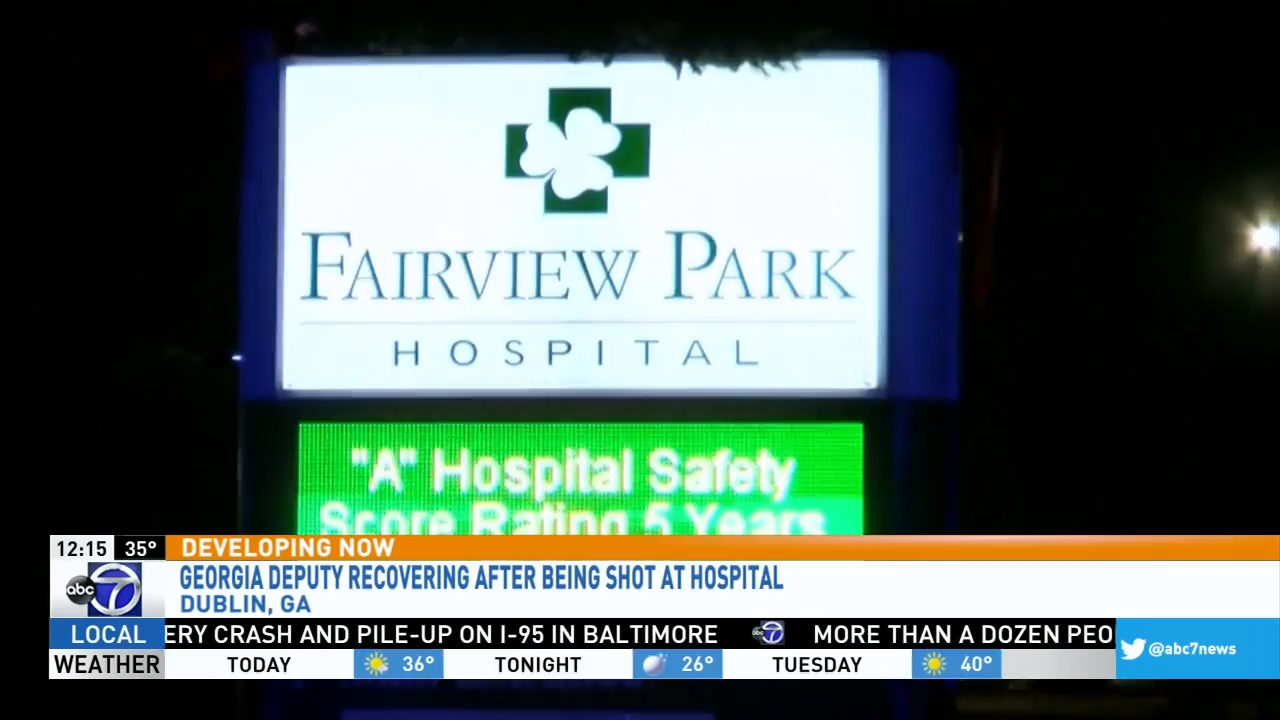 FAIRVIEW PARK
HOSPITAL
"A" Hospital Safety
Score Rating 5 Years
12:15 35° DEVELOPING NOW
abc 7 GEORGIA DEPUTY RECOVERING AFTER BEING SHOT AT HOSPITAL
DUBLIN, GA
LOCAL ERY CRASH AND PILE-UP ON I-95 IN BALTIMORE abc 7 MORE THAN A DOZEN PEO
@abc7news
WEATHER TODAY 36° TONIGHT 26° TUESDAY 40°